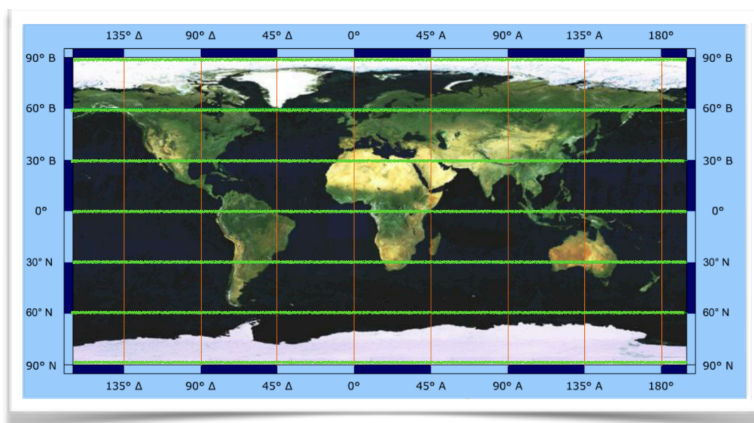 135° Δ 90° Δ 45° Δ 0° 45° Α 90° Α 135° Α 180°
90° Β 90° Β
60° Β 60° Β
30° Β 30° Β
0° 0°
30° Ν 30° Ν
60° Ν 60° Ν
90° Ν 90° Ν
135° Δ 90° Δ 45° Δ 0° 45° Α 90° Α 135° Α 180°